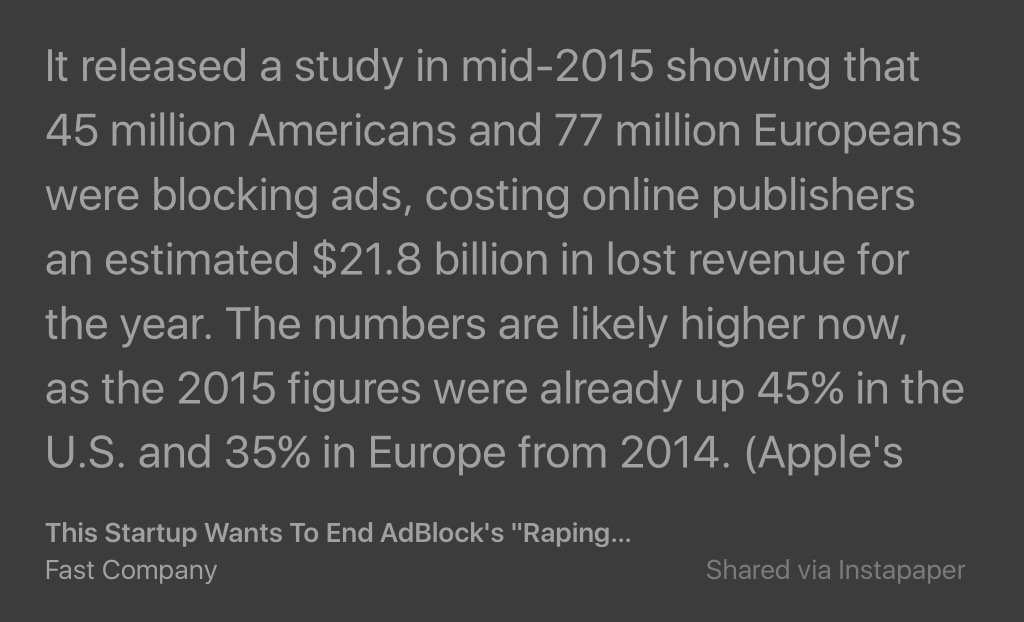 It released a study in mid-2015 showing that
45 million Americans and 77 million Europeans
were blocking ads, costing online publishers
an estimated $21.8 billion in lost revenue for
the year. The numbers are likely higher now,
as the 2015 figures were already up 45% in the
U.S. and 35% in Europe from 2014. (Apple's
This Startup Wants To End AdBlock's "Raping...
Fast Company
Shared via Instapaper